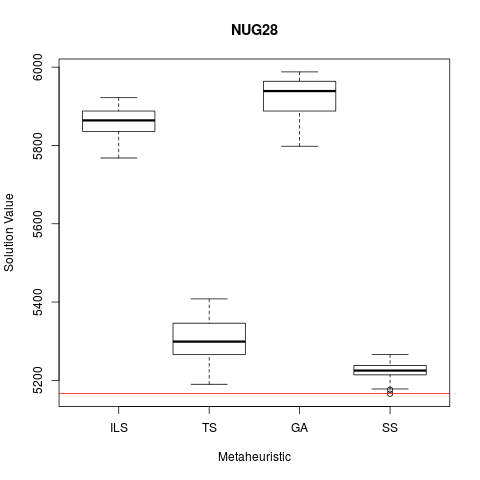 NUG28
6000
5800
5600
5400
5200
Solution Value
ILS TS GA SS
Metaheuristic